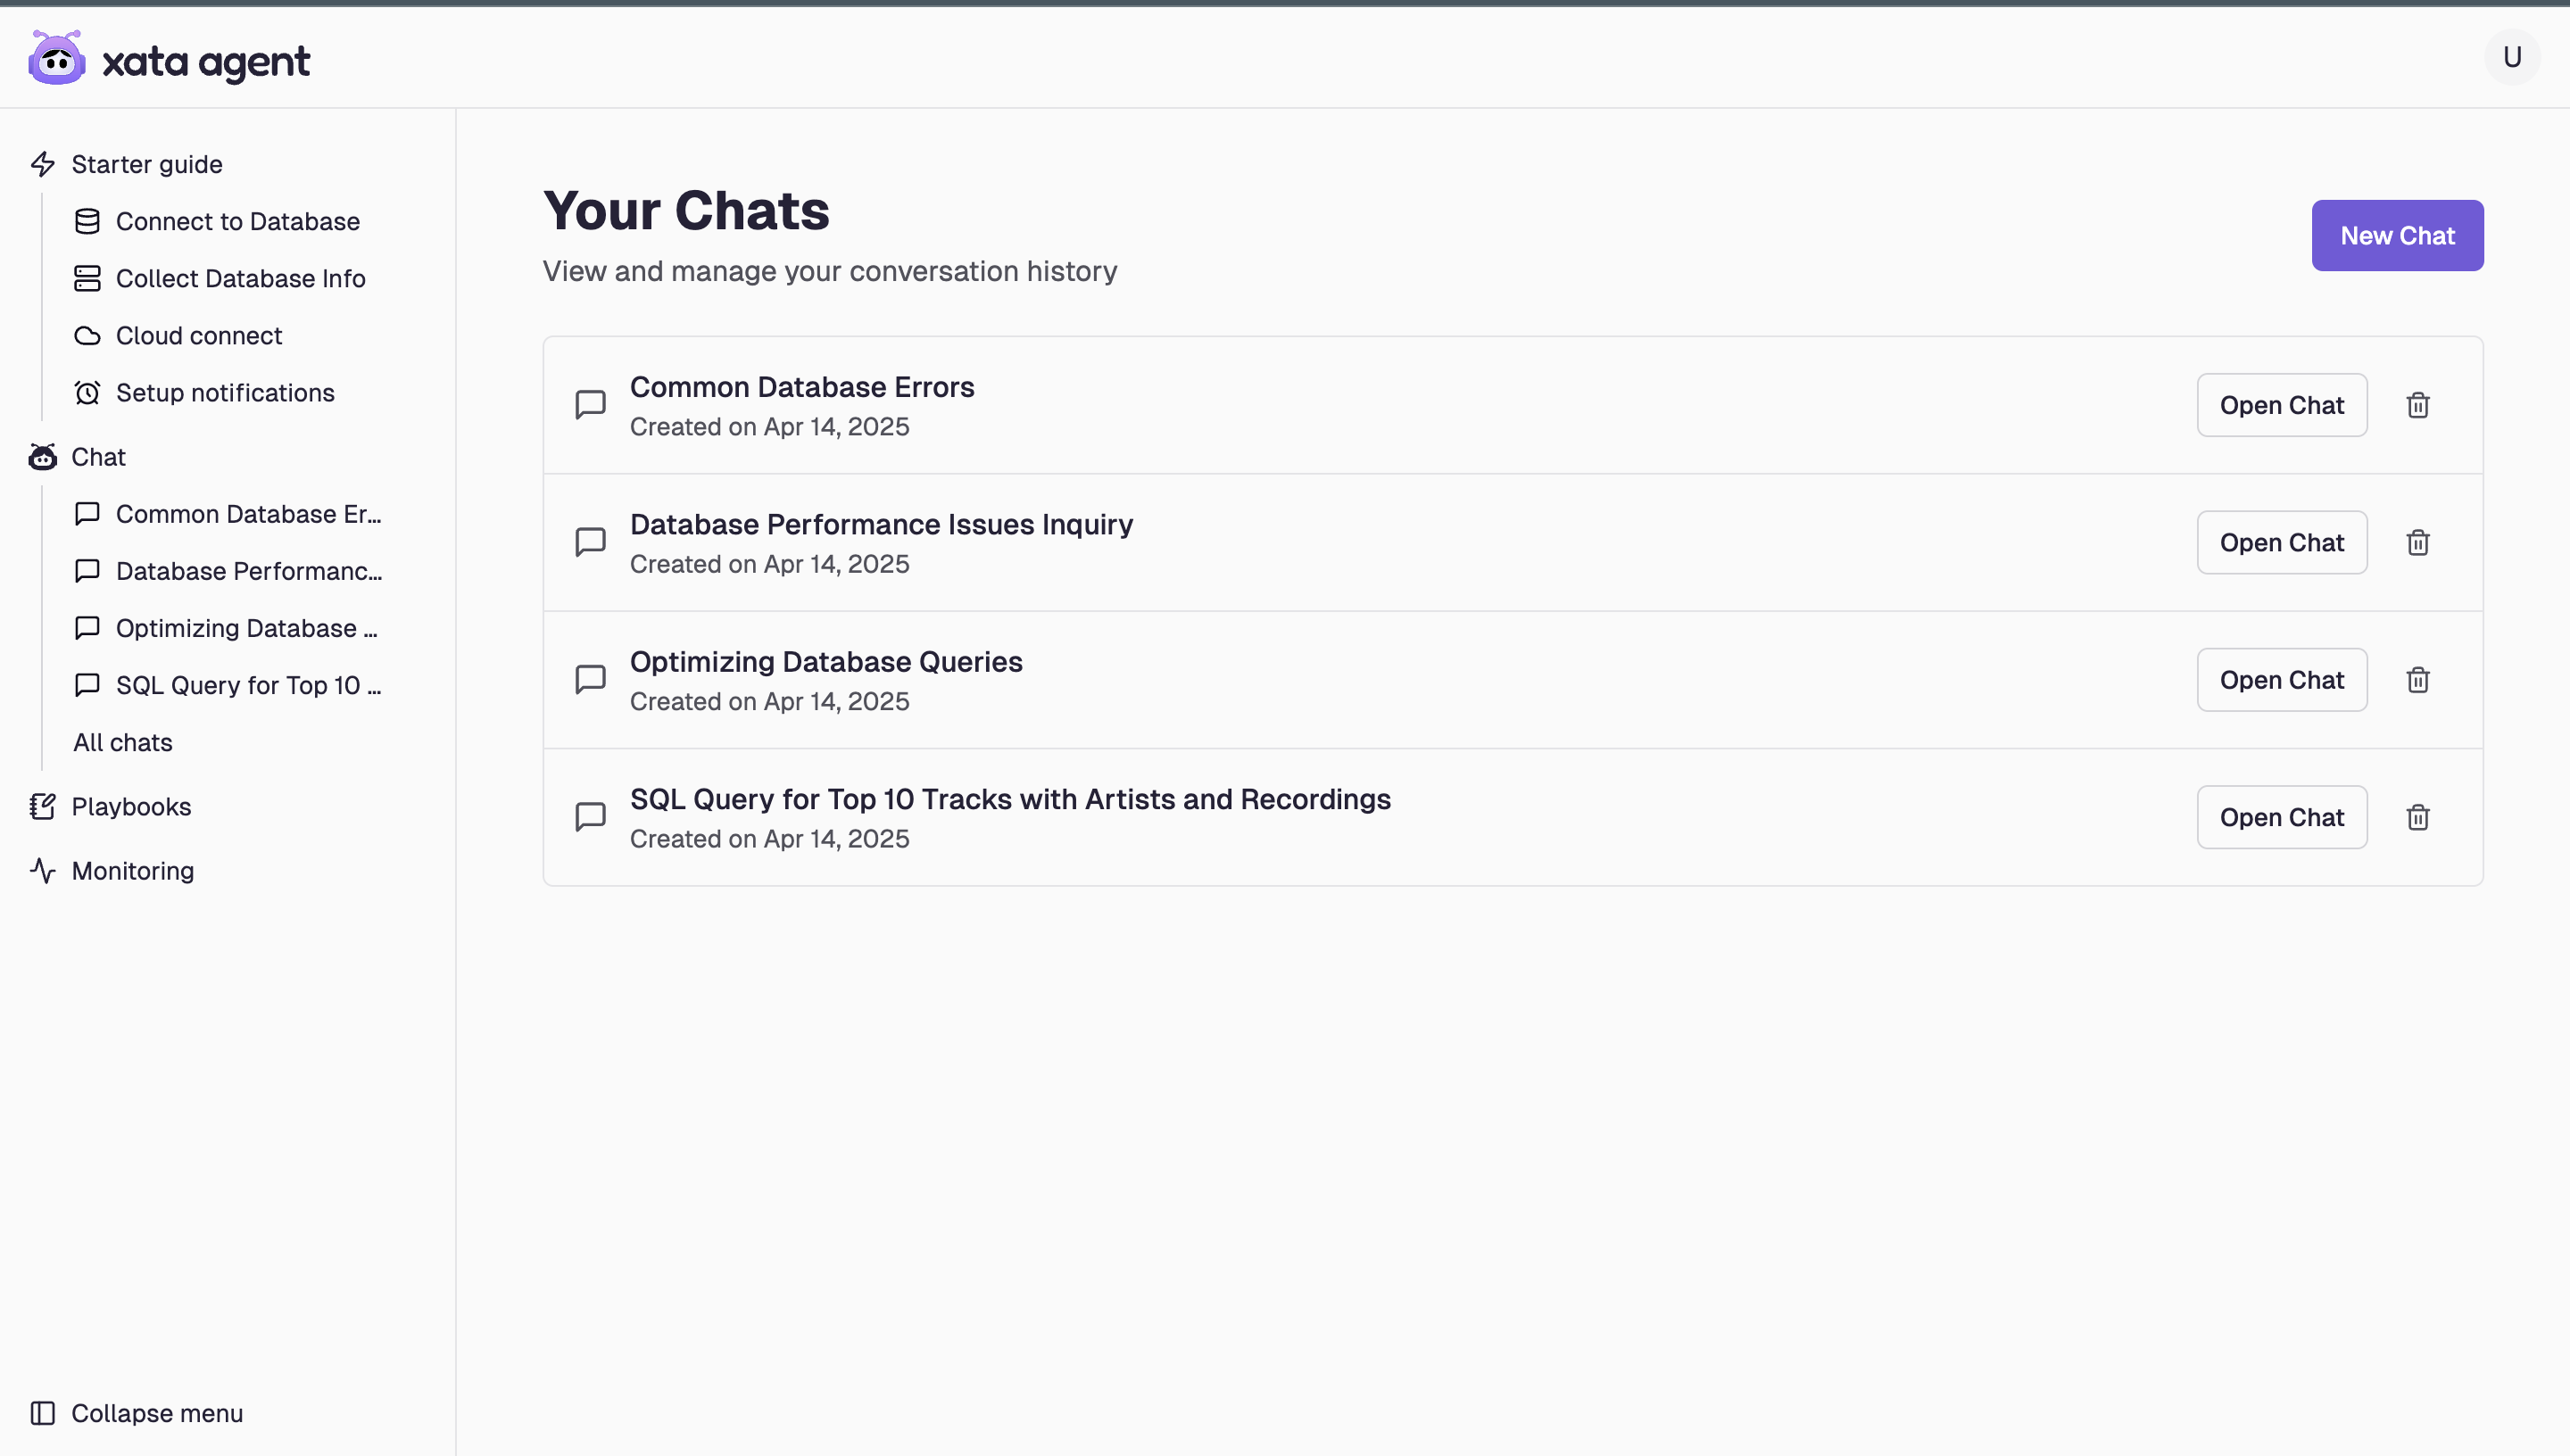 xata agent
U
Starter guide
Connect to Database
Collect Database Info
Cloud connect
Setup notifications
Chat
Common Database Er...
Database Performanc...
Optimizing Database ...
SQL Query for Top 10 ...
All chats
Playbooks
Monitoring
Collapse menu
Your Chats
View and manage your conversation history
New Chat
Common Database Errors
Created on Apr 14, 2025
Open Chat
Database Performance Issues Inquiry
Created on Apr 14, 2025
Open Chat
Optimizing Database Queries
Created on Apr 14, 2025
Open Chat
SQL Query for Top 10 Tracks with Artists and Recordings
Created on Apr 14, 2025
Open Chat